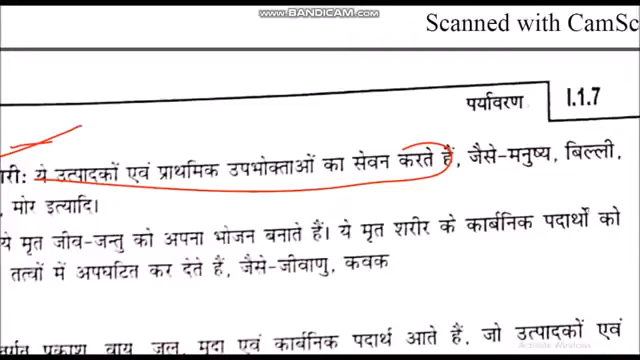 www.BANDICAM.com
Scanned with CamSc
पर्यावरण I.1.7
री: ये उत्पादकों एवं प्राथमिक उपभोक्ताओं का सेवन करते हैं, जैसे-मनुष्य, बिल्ली,
, मोर इत्यादि।
ये मृत जीव-जन्तु को अपना भोजन बनाते हैं। ये मृत शरीर के कार्बनिक पदार्थों को
तत्वों में अपघटित कर देते हैं, जैसे-जीवाणु, कवक
प्रकाश, वायु, जल, मृदा एवं कार्बनिक पदार्थ आते हैं, जो उत्पादकों एवं
Activate Windows